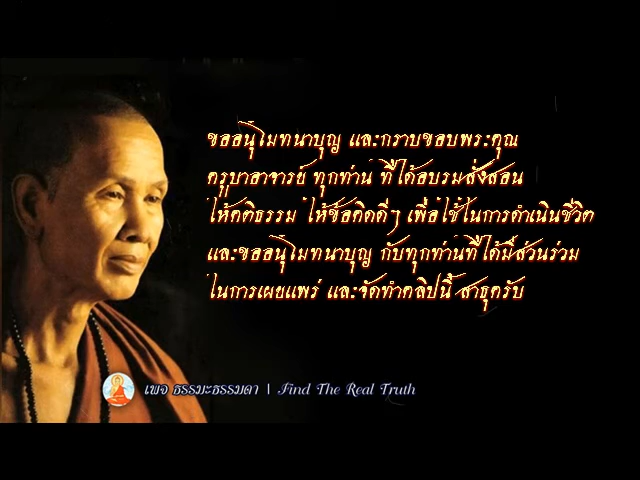 ขออนุโมทนาบุญ และกราบขอบพระคุณ
ครูบาอาจารย์ ทุกท่าน ที่ได้อบรมสั่งสอน
ให้คติธรรม ให้ข้อคิดดีๆ เพื่อใช้ในการดำเนินชีวิต
และขออนุโมทนาบุญ กับทุกท่านที่ได้มีส่วนร่วม
ในการเผยแพร่ และจัดทำคลิปนี้ สาธุครับ
เพจ ธรรมะธรรมดา | Find The Real Truth